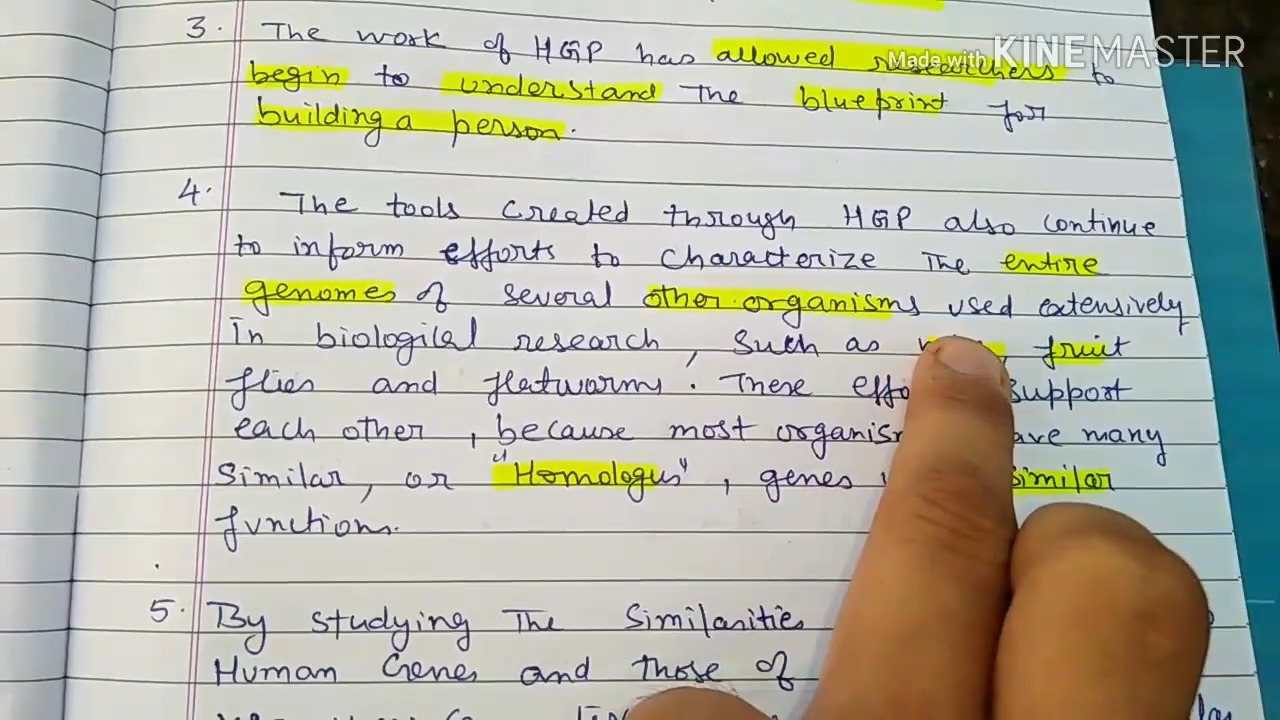 Made with KINEMASTER
3. The work of HGP has allowed researchers to
begin to understand The blueprint for
building a person.
4. The tools created through HGP also continue
to inform efforts to characterize The entire
genomes of several other organisms used extensively
In biological research, Such as , fruit
flies and flatworms. These support
each other, because most many
Similar, or "Homologus", genes Similar
functions.
5. By studying The Similarities
Human Genes and those of